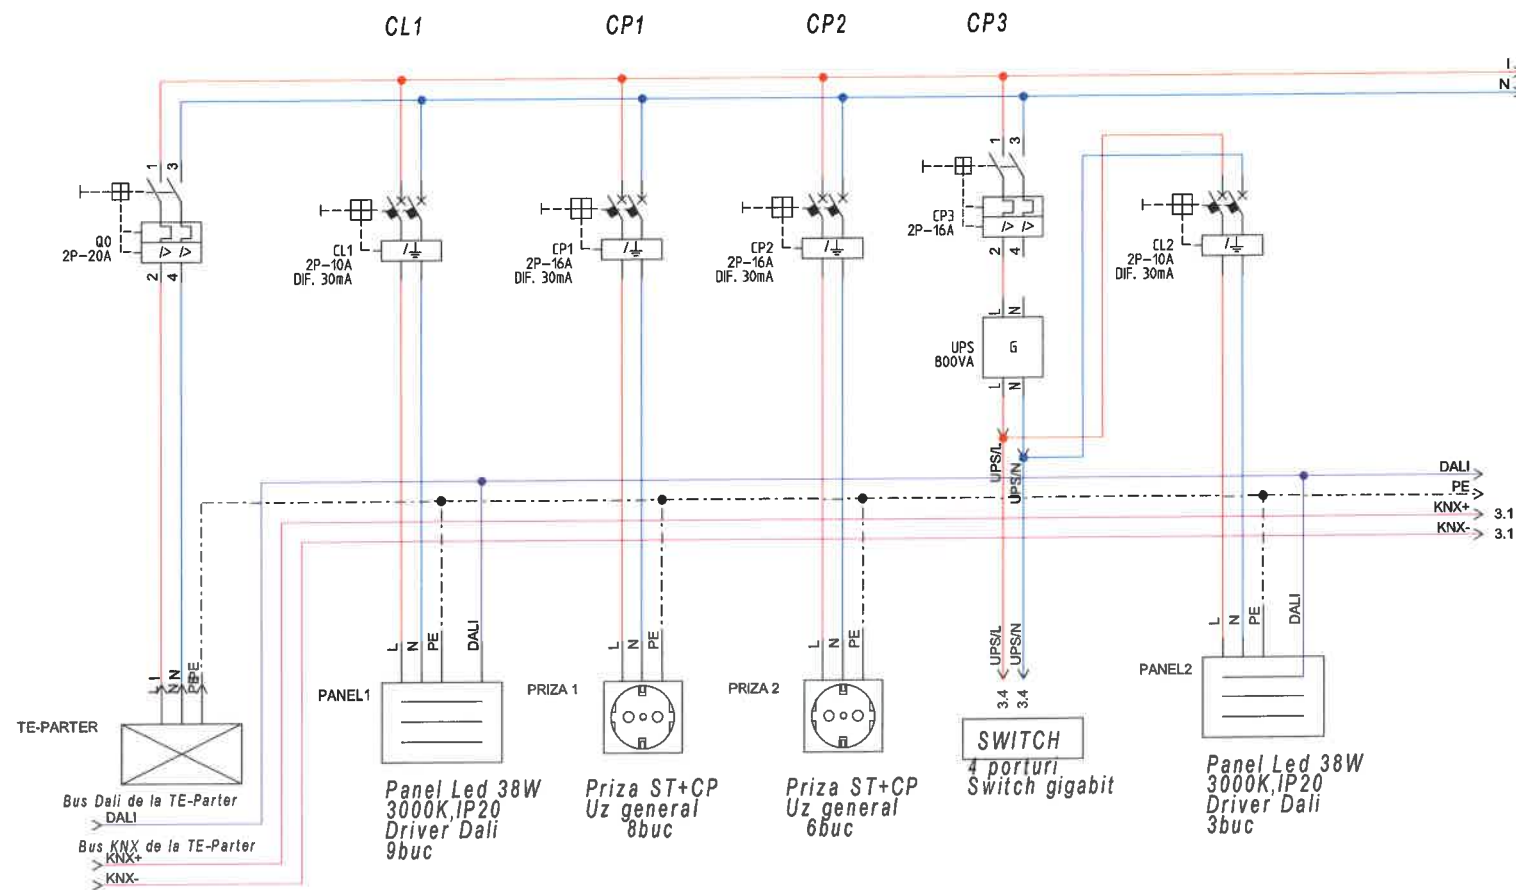 CL1
CP1
CP2
CP3
N
1
3
Q0
2P-20A
2
4
CL1
2P-10A
DIF. 30mA
CP1
2P-16A
DIF. 30mA
CP2
2P-16A
DIF. 30mA
1
3
CP3
2P-16A
2
4
CL2
2P-10A
DIF. 30mA
L
N
UPS
800VA
G
L
N
UPS/L
UPS/N
DALI
PE
KNX+
3.1
KNX-
3.1
L
N
PE
TE-PARTER
L
N
PE
DALI
PANEL1
L
N
PE
PRIZA 1
L
N
PE
PRIZA 2
UPS/L
UPS/N
3.4
3.4
SWITCH
4 porturi
Switch gigabit
L
N
PE
DALI
PANEL2
Panel Led 38W
3000K,IP20
Driver Dali
9buc
Priza ST+CP
Uz general
8buc
Priza ST+CP
Uz general
6buc
Panel Led 38W
3000K,IP20
Driver Dali
3buc
Bus Dali de la TE-Parter
DALI
Bus KNX de la TE-Parter
KNX+
KNX-